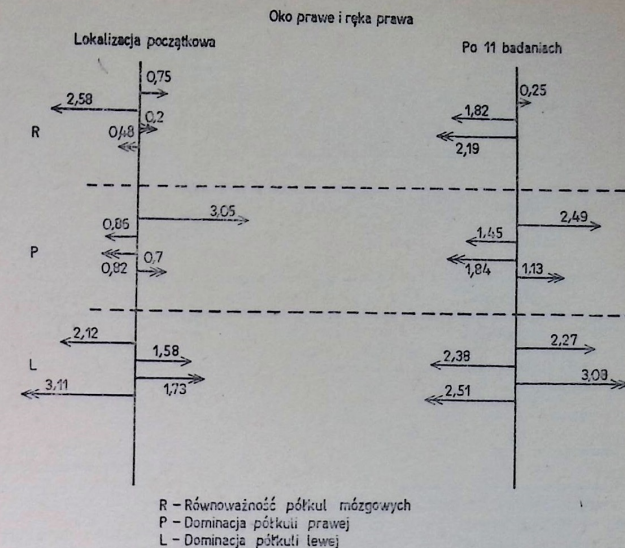 Oko prawe i ręka prawa
Lokalizacja początkowa
Po 11 badaniach
0,75
0,25
2,58
1,82
0,2
R
0,48
2,19
3,05
2,49
0,86
1,45
P
0,82
0,7
1,84
1,13
2,12
2,27
1,58
2,38
L
3,11
1,73
3,08
2,51
R – Równoważność półkul mózgowych
P – Dominacja półkuli prawej
L – Dominacja półkuli lewej